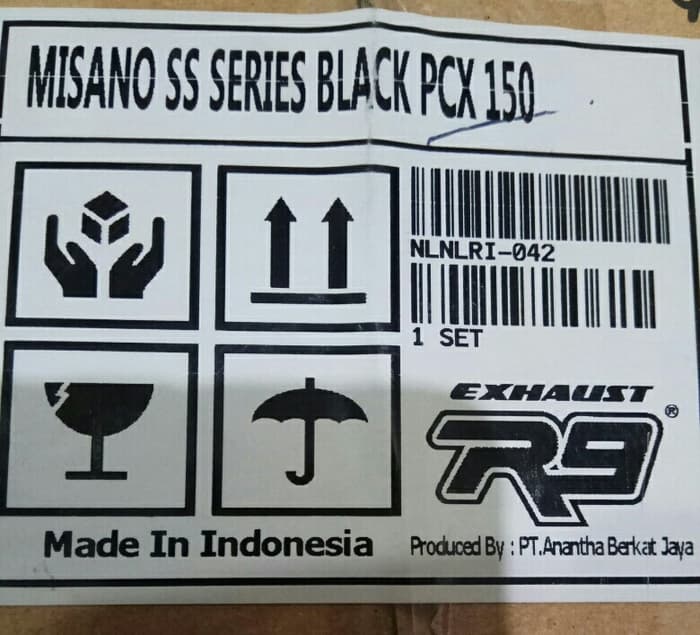 MISANO SS SERIES BLACK PCX 150
NLNLRI-042
1 SET
EXHAUST
R9®
Made In Indonesia
Produced By : PT.Anantha Berkat Jaya